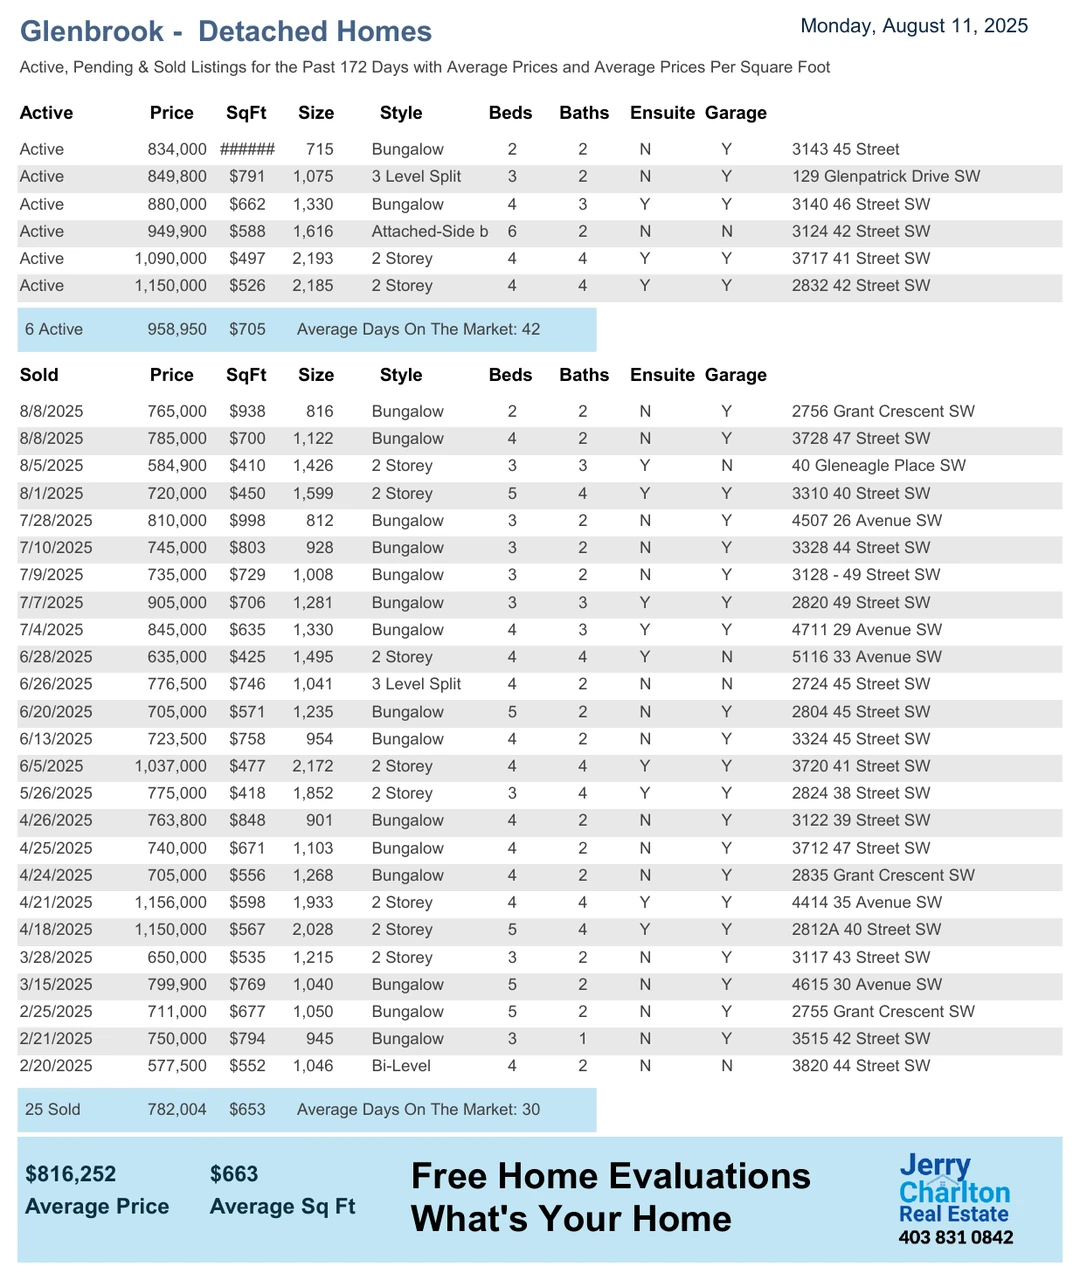 Glenbrook -  Detached Homes
Monday, August 11, 2025
Active, Pending & Sold Listings for the Past 172 Days with Average Prices and Average Prices Per Square Foot
Active Price SqFt Size Style Beds Baths Ensuite Garage
Active 834,000 ###### 715 Bungalow 2 2 N Y 3143 45 Street
Active 849,800 $791 1,075 3 Level Split 3 2 N Y 129 Glenpatrick Drive SW
Active 880,000 $662 1,330 Bungalow 4 3 Y Y 3140 46 Street SW
Active 949,900 $588 1,616 Attached-Side b 6 2 N N 3124 42 Street SW
Active 1,090,000 $497 2,193 2 Storey 4 4 Y Y 3717 41 Street SW
Active 1,150,000 $526 2,185 2 Storey 4 4 Y Y 2832 42 Street SW
6 Active 958,950 $705 Average Days On The Market: 42
Sold Price SqFt Size Style Beds Baths Ensuite Garage
8/8/2025 765,000 $938 816 Bungalow 2 2 N Y 2756 Grant Crescent SW
8/8/2025 785,000 $700 1,122 Bungalow 4 2 N Y 3728 47 Street SW
8/5/2025 584,900 $410 1,426 2 Storey 3 3 Y N 40 Gleneagle Place SW
8/1/2025 720,000 $450 1,599 2 Storey 5 4 Y Y 3310 40 Street SW
7/28/2025 810,000 $998 812 Bungalow 3 2 N Y 4507 26 Avenue SW
7/10/2025 745,000 $803 928 Bungalow 3 2 N Y 3328 44 Street SW
7/9/2025 735,000 $729 1,008 Bungalow 3 2 N Y 3128 - 49 Street SW
7/7/2025 905,000 $706 1,281 Bungalow 3 3 Y Y 2820 49 Street SW
7/4/2025 845,000 $635 1,330 Bungalow 4 3 Y Y 4711 29 Avenue SW
6/28/2025 635,000 $425 1,495 2 Storey 4 4 Y N 5116 33 Avenue SW
6/26/2025 776,500 $746 1,041 3 Level Split 4 2 N N 2724 45 Street SW
6/20/2025 705,000 $571 1,235 Bungalow 5 2 N Y 2804 45 Street SW
6/13/2025 723,500 $758 954 Bungalow 4 2 N Y 3324 45 Street SW
6/5/2025 1,037,000 $477 2,172 2 Storey 4 4 Y Y 3720 41 Street SW
5/26/2025 775,000 $418 1,852 2 Storey 3 4 Y Y 2824 38 Street SW
4/26/2025 763,800 $848 901 Bungalow 4 2 N Y 3122 39 Street SW
4/25/2025 740,000 $671 1,103 Bungalow 4 2 N Y 3712 47 Street SW
4/24/2025 705,000 $556 1,268 Bungalow 4 2 N Y 2835 Grant Crescent SW
4/21/2025 1,156,000 $598 1,933 2 Storey 4 4 Y Y 4414 35 Avenue SW
4/18/2025 1,150,000 $567 2,028 2 Storey 5 4 Y Y 2812A 40 Street SW
3/28/2025 650,000 $535 1,215 2 Storey 3 2 N Y 3117 43 Street SW
3/15/2025 799,900 $769 1,040 Bungalow 5 2 N Y 4615 30 Avenue SW
2/25/2025 711,000 $677 1,050 Bungalow 5 2 N Y 2755 Grant Crescent SW
2/21/2025 750,000 $794 945 Bungalow 3 1 N Y 3515 42 Street SW
2/20/2025 577,500 $552 1,046 Bi-Level 4 2 N N 3820 44 Street SW
25 Sold 782,004 $653 Average Days On The Market: 30
$816,252 $663
Average Price Average Sq Ft
Free Home Evaluations
What's Your Home
Jerry
Charlton
Real Estate
403 831 0842